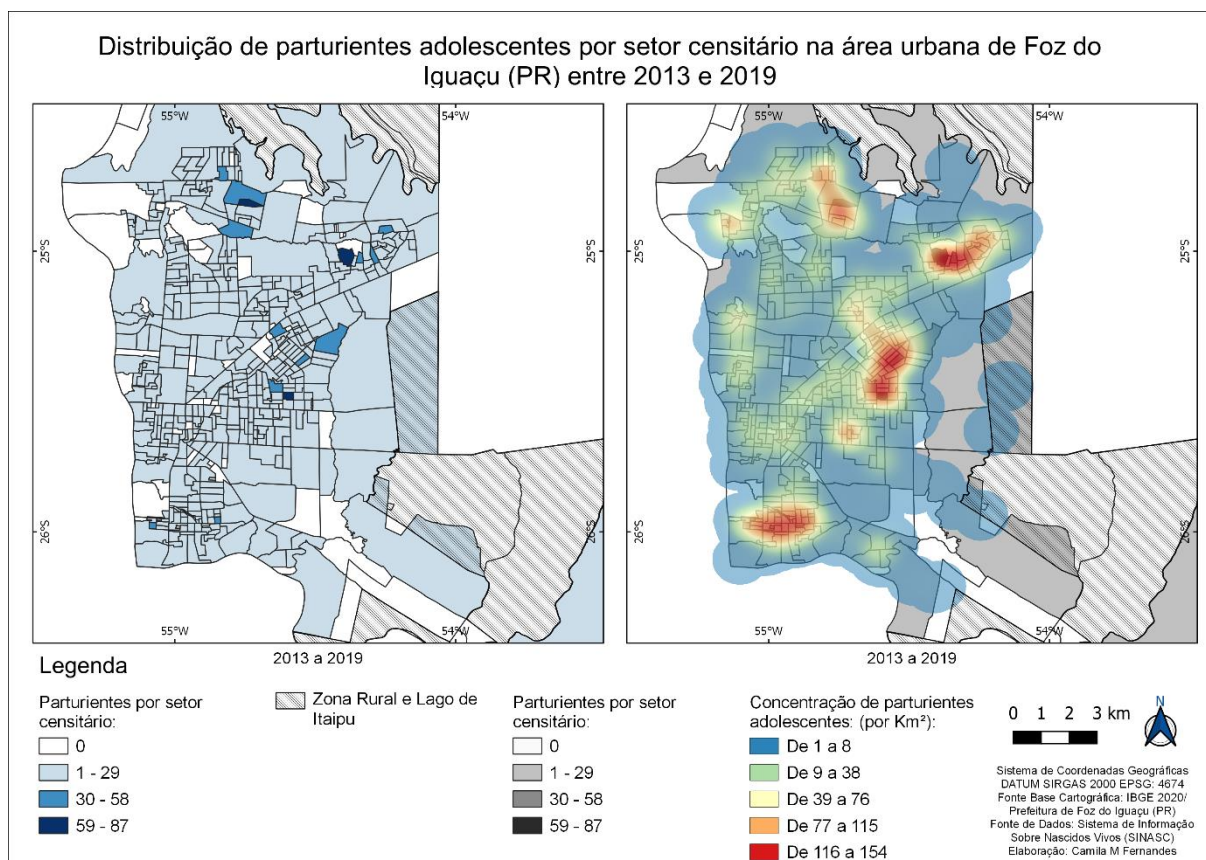 Distribuição de parturientes adolescentes por setor censitário na área urbana de Foz do
Iguaçu (PR) entre 2013 e 2019
55°W
54°W
25°S
25°S
26°S
26°S
55°W
2013 a 2019
55°W
54°W
25°S
25°S
26°S
26°S
55°W
54°W
2013 a 2019
Legenda
Parturientes por setor
censitário:
0
1 - 29
30 - 58
59 - 87
Zona Rural e Lago de
Itaipu
Parturientes por setor
censitário:
0
1 - 29
30 - 58
59 - 87
Concentração de parturientes
adolescentes: (por Km²):
De 1 a 8
De 9 a 38
De 39 a 76
De 77 a 115
De 116 a 154
0 1 2 3 km
N
Sistema de Coordenadas Geográficas
DATUM SIRGAS 2000 EPSG: 4674
Fonte Base Cartográfica: IBGE 2020/
Prefeitura de Foz do Iguaçu (PR)
Fonte de Dados: Sistema de Informação
Sobre Nascidos Vivos (SINASC)
Elaboração: Camila M Fernandes